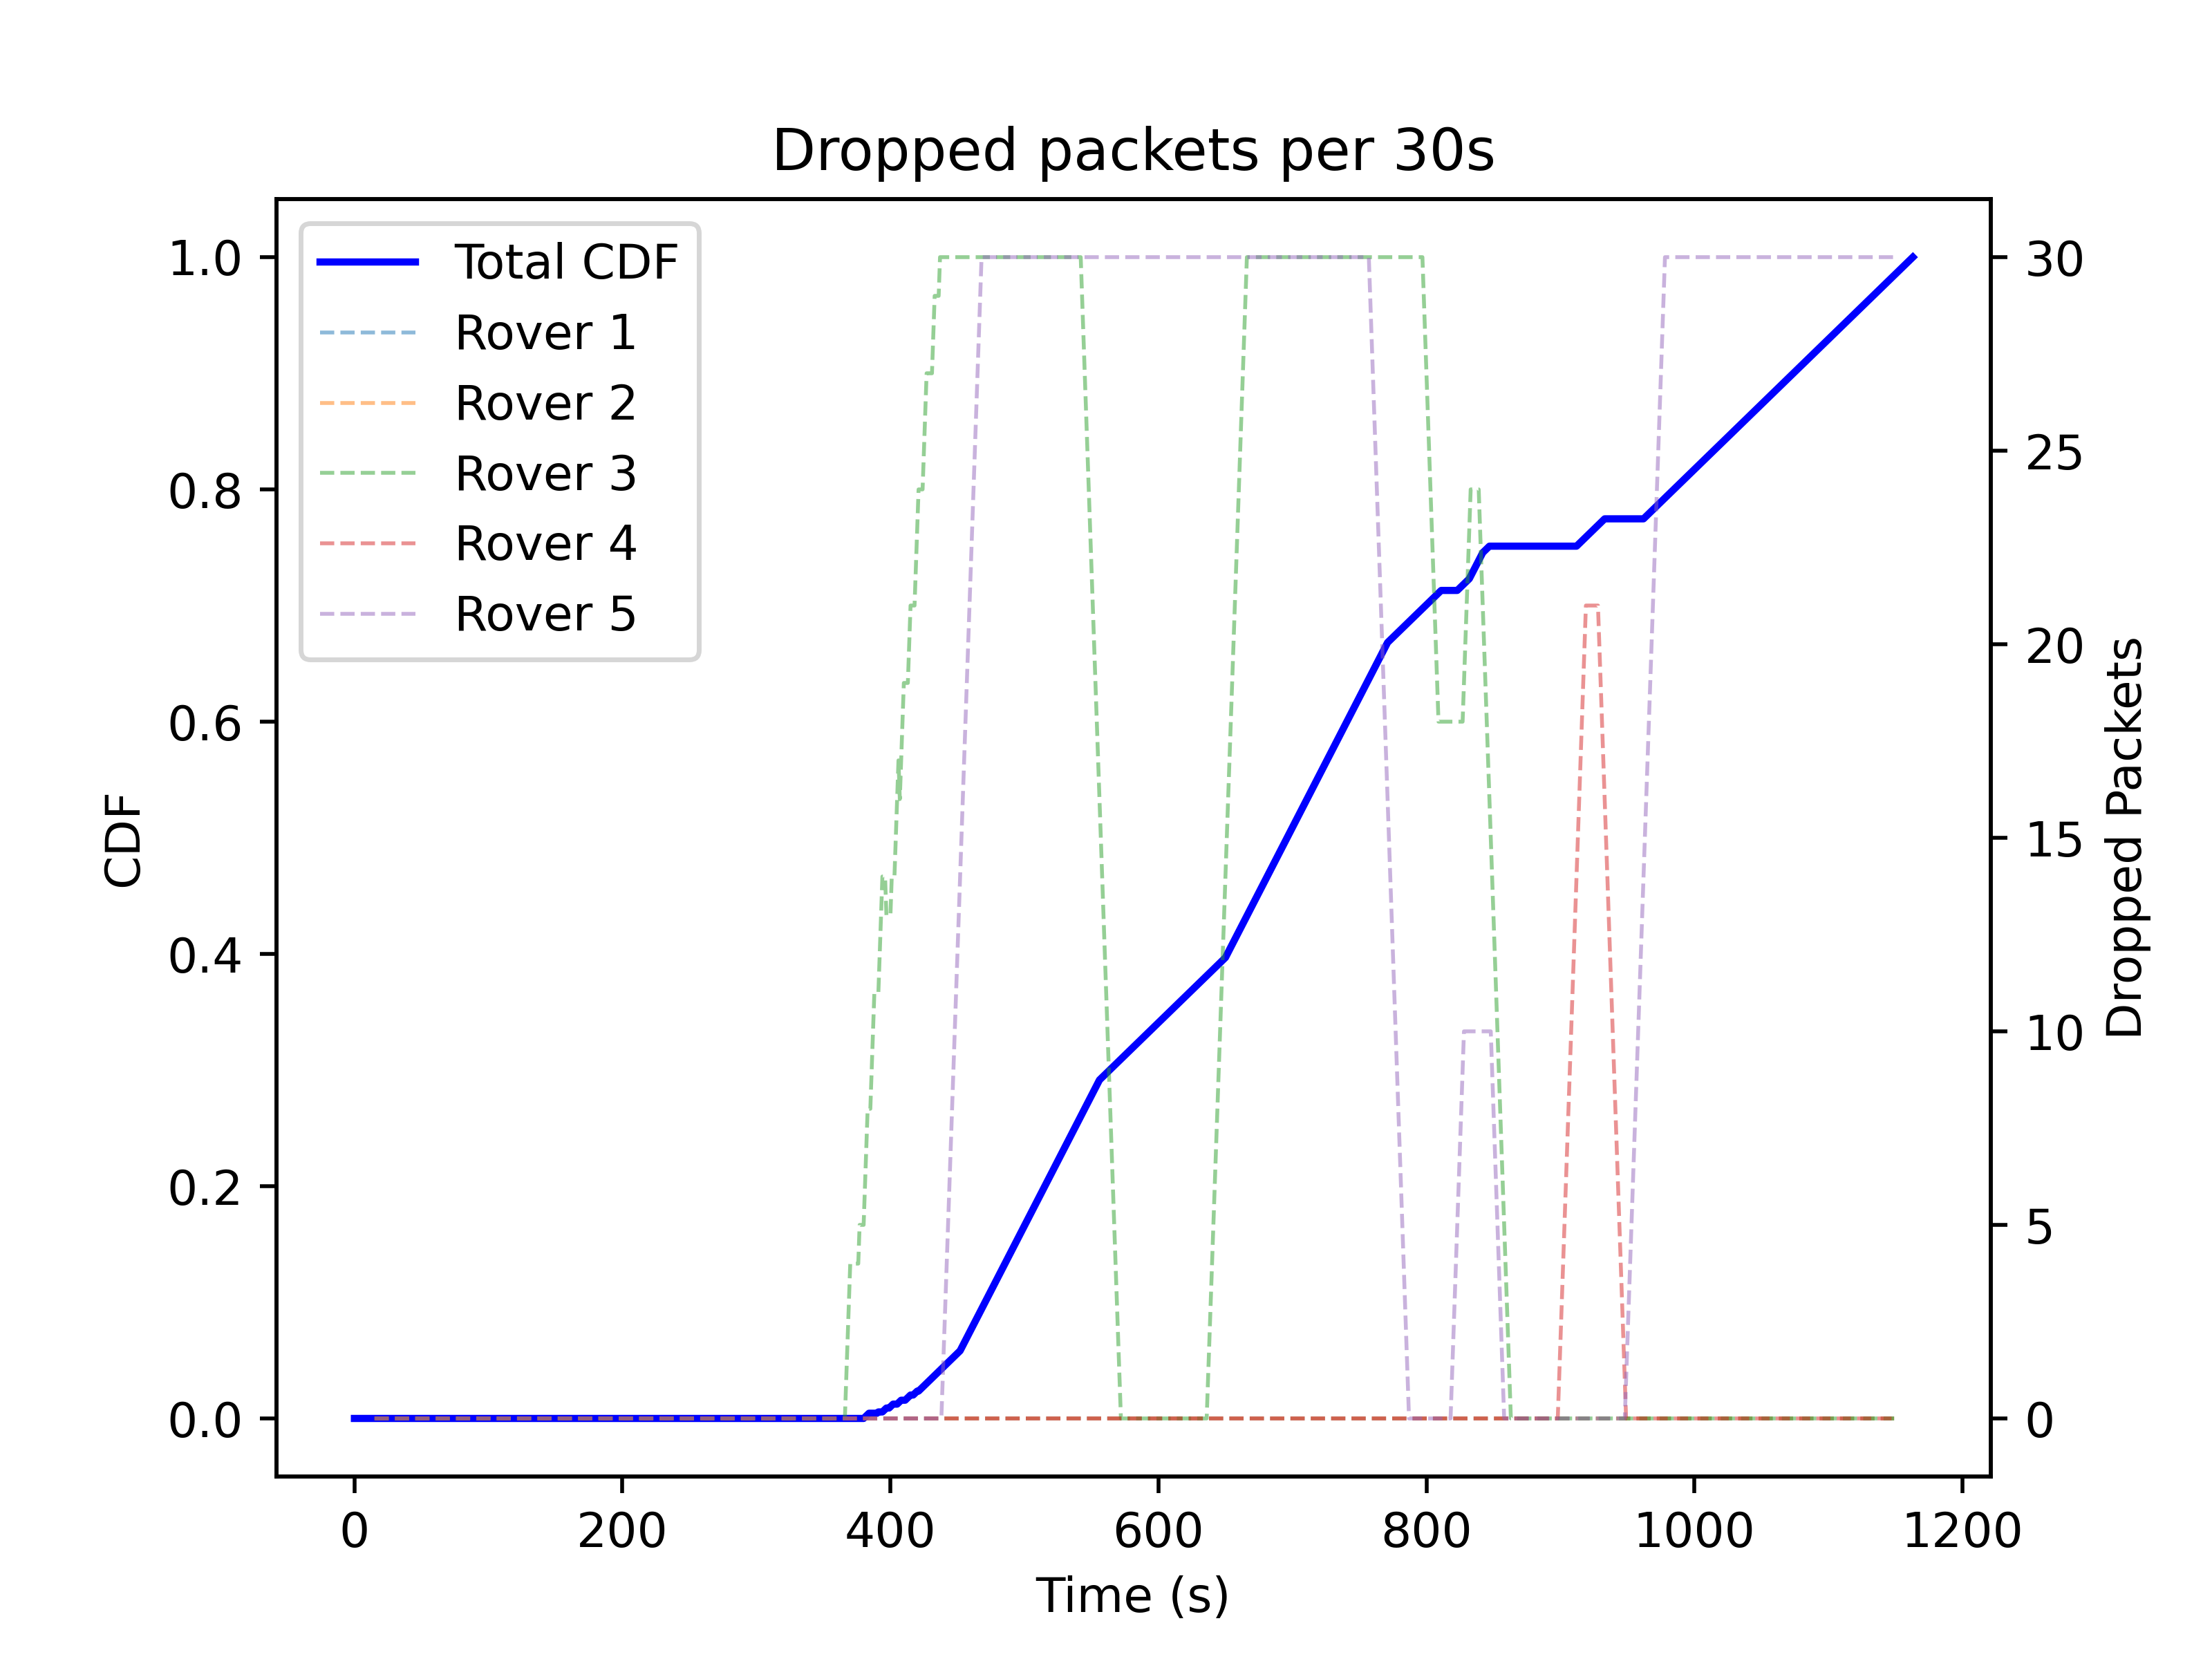 Dropped packets per 30s
Total CDF
Rover 1
Rover 2
Rover 3
Rover 4
Rover 5
1.0
0.8
0.6
0.4
0.2
0.0
CDF
30
25
20
15
10
5
0
Dropped Packets
0 200 400 600 800 1000 1200
Time (s)